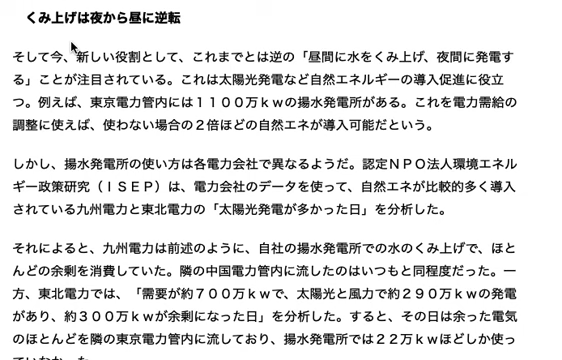 くみ上げは夜から昼に逆転
そして今、新しい役割として、これまでとは逆の「昼間に水をくみ上げ、夜間に発電す
る」ことが注目されている。これは太陽光発電など自然エネルギーの導入促進に役立
つ。例えば、東京電力管内には１１００万ｋｗの揚水発電所がある。これを電力需給の
調整に使えば、使わない場合の２倍ほどの自然エネが導入可能だという。
しかし、揚水発電所の使い方は各電力会社で異なるようだ。認定ＮＰＯ法人環境エネル
ギー政策研究（ＩＳＥＰ）は、電力会社のデータを使って、自然エネが比較的多く導入
されている九州電力と東北電力の「太陽光発電が多かった日」を分析した。
それによると、九州電力は前述のように、自社の揚水発電所での水のくみ上げで、ほと
んどの余剰を消費していた。隣の中国電力管内に流したのはいつもと同程度だった。一
方、東北電力では、「需要が約７００万ｋｗで、太陽光と風力で約２９０万ｋｗの発電
があり、約３００万ｋｗが余剰になった日」を分析した。すると、その日は余った電気
のほとんどを隣の東京電力管内に流しており、揚水発電所では２２万ｋｗほどしか使っ
ていなかった